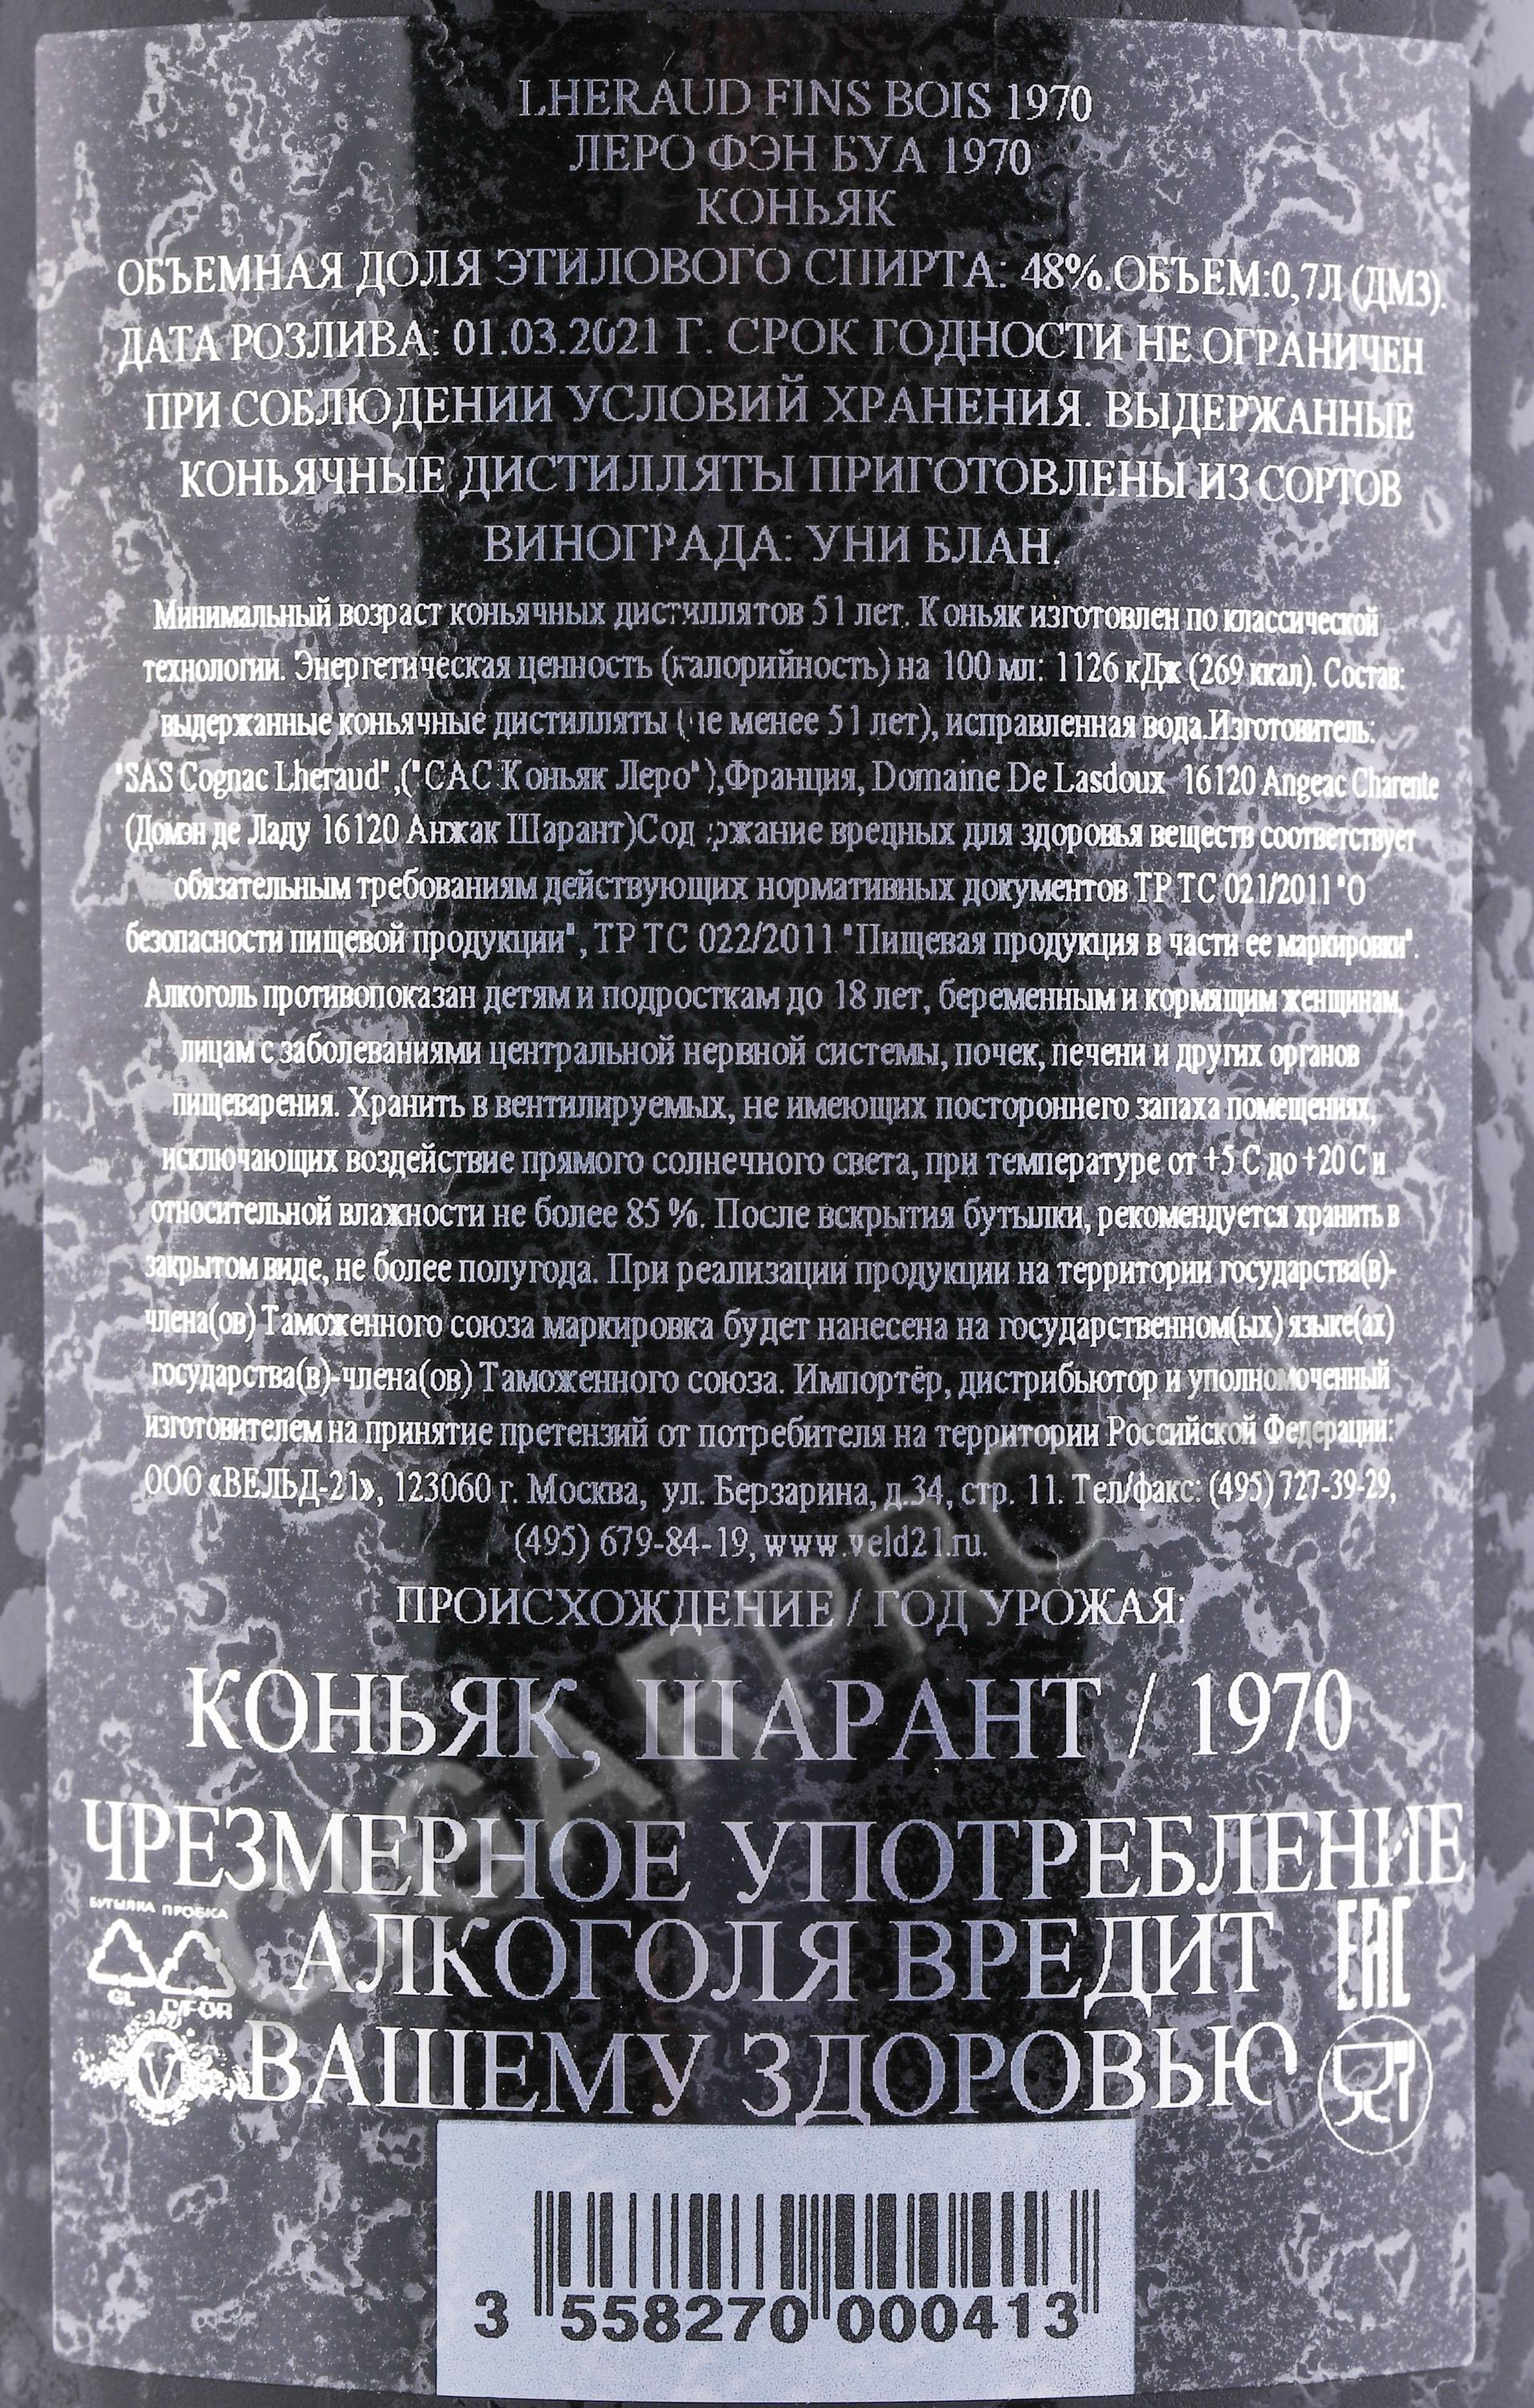 LHERAUD FINS BOIS 1970
ЛЕРО ФЭН БУА 1970
КОНЬЯК
ОБЪЕМНАЯ ДОЛЯ ЭТИЛОВОГО СПИРТА: 48%.ОБЪЕМ:0,7Л (ДМ3).
ДАТА РОЗЛИВА: 01.03.2021 Г. СРОК ГОДНОСТИ НЕ ОГРАНИЧЕН
ПРИ СОБЛЮДЕНИИ УСЛОВИЙ ХРАНЕНИЯ. ВЫДЕРЖАННЫЕ
КОНЬЯЧНЫЕ ДИСТИЛЛЯТЫ ПРИГОТОВЛЕНЫ ИЗ СОРТОВ
ВИНОГРАДА: УНИ БЛАН.
Минимальный возраст коньячных дистиллятов 51 лет. Коньяк изготовлен по классической
технологии. Энергетическая ценность (калорийность) на 100 мл: 1126 кДж (269 ккал). Состав:
выдержанные коньячные дистилляты (не менее 51 лет), исправленная вода.Изготовитель:
"SAS Cognac Lheraud",("САС Коньяк Леро"),Франция, Domaine De Lasdoux 16120 Angeac Charente
(Домэн де Ладу 16120 Анжак Шарант)Содержание вредных для здоровья веществ соответствует
обязательным требованиям действующих нормативных документов ТР ТС 021/2011 "О
безопасности пищевой продукции", ТР ТС 022/2011 "Пищевая продукция в части ее маркировки".
Алкоголь противопоказан детям и подросткам до 18 лет, беременным и кормящим женщинам,
лицам с заболеваниями центральной нервной системы, почек, печени и других органов
пищеварения. Хранить в вентилируемых, не имеющих постороннего запаха помещениях,
исключающих воздействие прямого солнечного света, при температуре от +5 С до +20 С и
относительной влажности не более 85 %. После вскрытия бутылки, рекомендуется хранить в
закрытом виде, не более полугода. При реализации продукции на территории государства(в)-
члена(ов) Таможенного союза маркировка будет нанесена на государственном(ых) языке(ах)
государства(в)-члена(ов) Таможенного союза. Импортёр, дистрибьютор и уполномоченный
изготовителем на принятие претензий от потребителя на территории Российской Федерации:
ООО «ВЕЛЬД-21», 123060 г. Москва, ул. Берзарина, д.34, стр. 11. Тел/факс: (495) 727-39-29,
(495) 679-84-19, www.veld21.ru.
ПРОИСХОЖДЕНИЕ / ГОД УРОЖАЯ:
КОНЬЯК, ШАРАНТ / 1970
ЧРЕЗМЕРНОЕ УПОТРЕБЛЕНИЕ
БУТЫЛКА ПРОБКА
АЛКОГОЛЯ ВРЕДИТ
EAC
GL C/FOR
ВАШЕМУ ЗДОРОВЬЮ
V
3 558270 000413
CIGARPRO